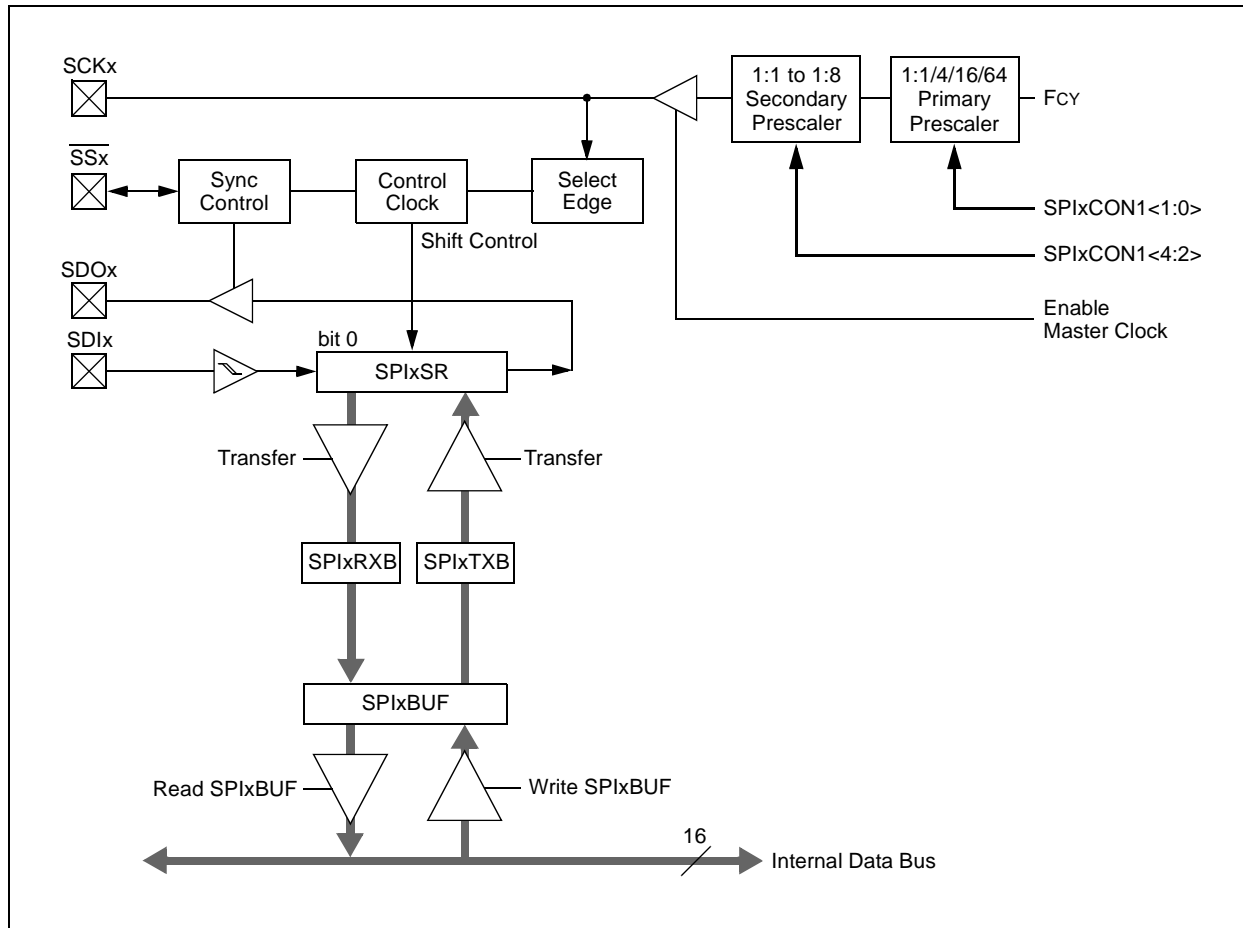 SCKx
1:1 to 1:8
Secondary
Prescaler
1:1/4/16/64
Primary
Prescaler
FCY
SSx
Sync
Control
Control
Clock
Select
Edge
Shift Control
SPIxCON1<1:0>
SPIxCON1<4:2>
SDOx
Enable
Master Clock
SDIx
bit 0
SPIxSR
Transfer
Transfer
SPIxRXB
SPIxTXB
SPIxBUF
Read SPIxBUF
Write SPIxBUF
16
Internal Data Bus